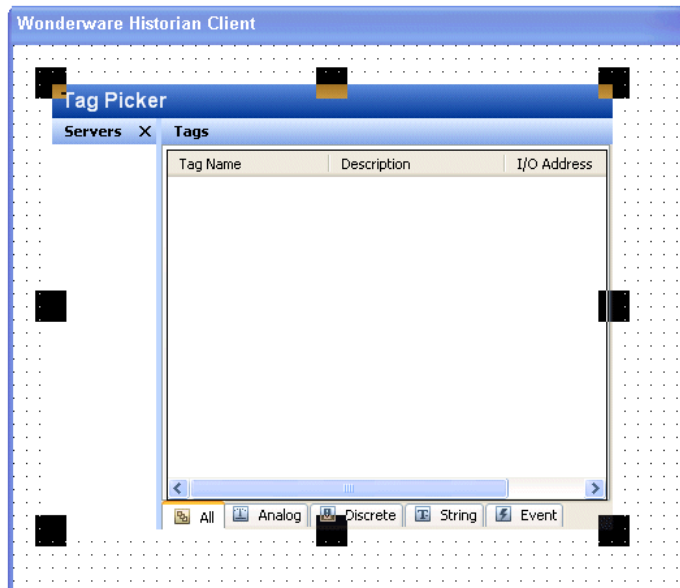 Wonderware Historian Client
Tag Picker
Servers X Tags
Tag Name Description I/O Address
All Analog Discrete String Event